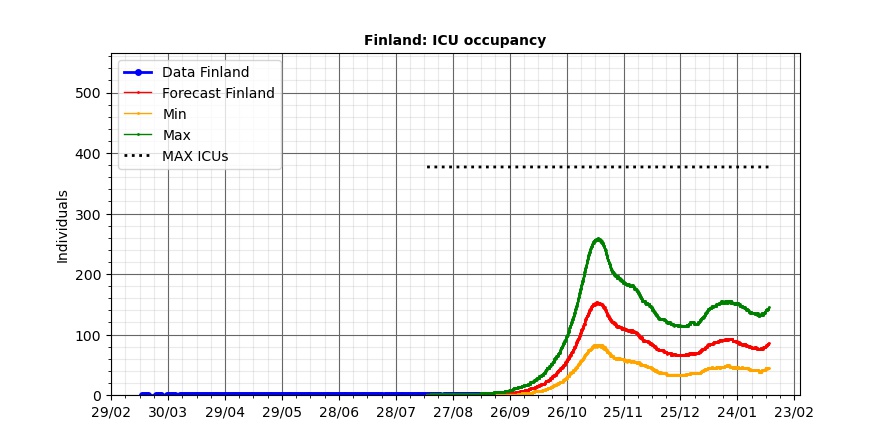 Finland: ICU occupancy
Data Finland
Forecast Finland
Min
Max
MAX ICUs
Individuals
500
400
300
200
100
0
29/02 30/03 29/04 29/05 28/06 28/07 27/08 26/09 26/10 25/11 25/12 24/01 23/02